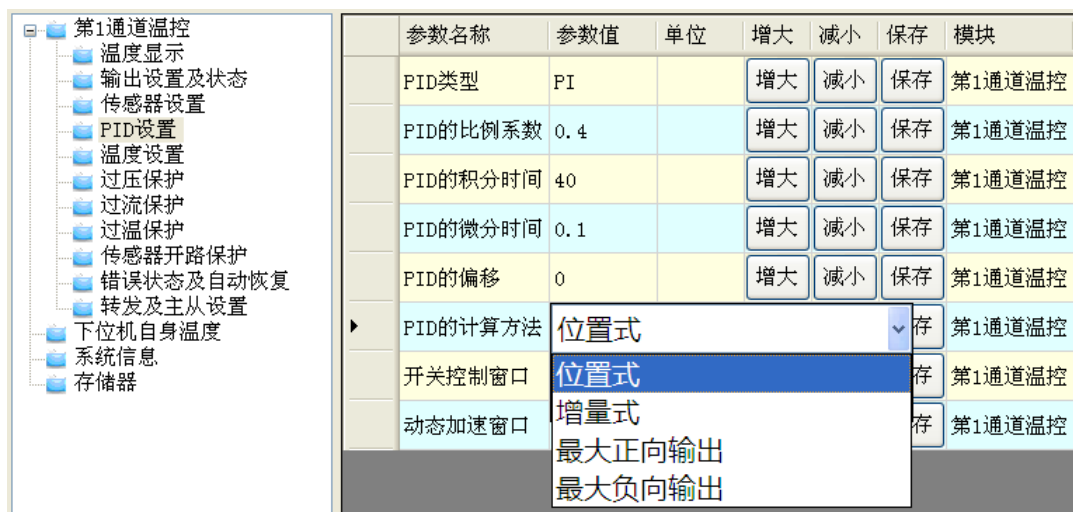 第1通道温控
温度显示
输出设置及状态
传感器设置
PID设置
温度设置
过压保护
过流保护
过温保护
传感器开路保护
错误状态及自动恢复
转发及主从设置
下位机自身温度
系统信息
存储器
参数名称 参数值 单位 增大 减小 保存 模块
PID类型 PI 增大 减小 保存 第1通道温控
PID的比例系数 0.4 增大 减小 保存 第1通道温控
PID的积分时间 40 增大 减小 保存 第1通道温控
PID的微分时间 0.1 增大 减小 保存 第1通道温控
PID的偏移 0 增大 减小 保存 第1通道温控
PID的计算方法 位置式 存 第1通道温控
开关控制窗口 位置式 存 第1通道温控
增量式
动态加速窗口 存 第1通道温控
最大正向输出
最大负向输出